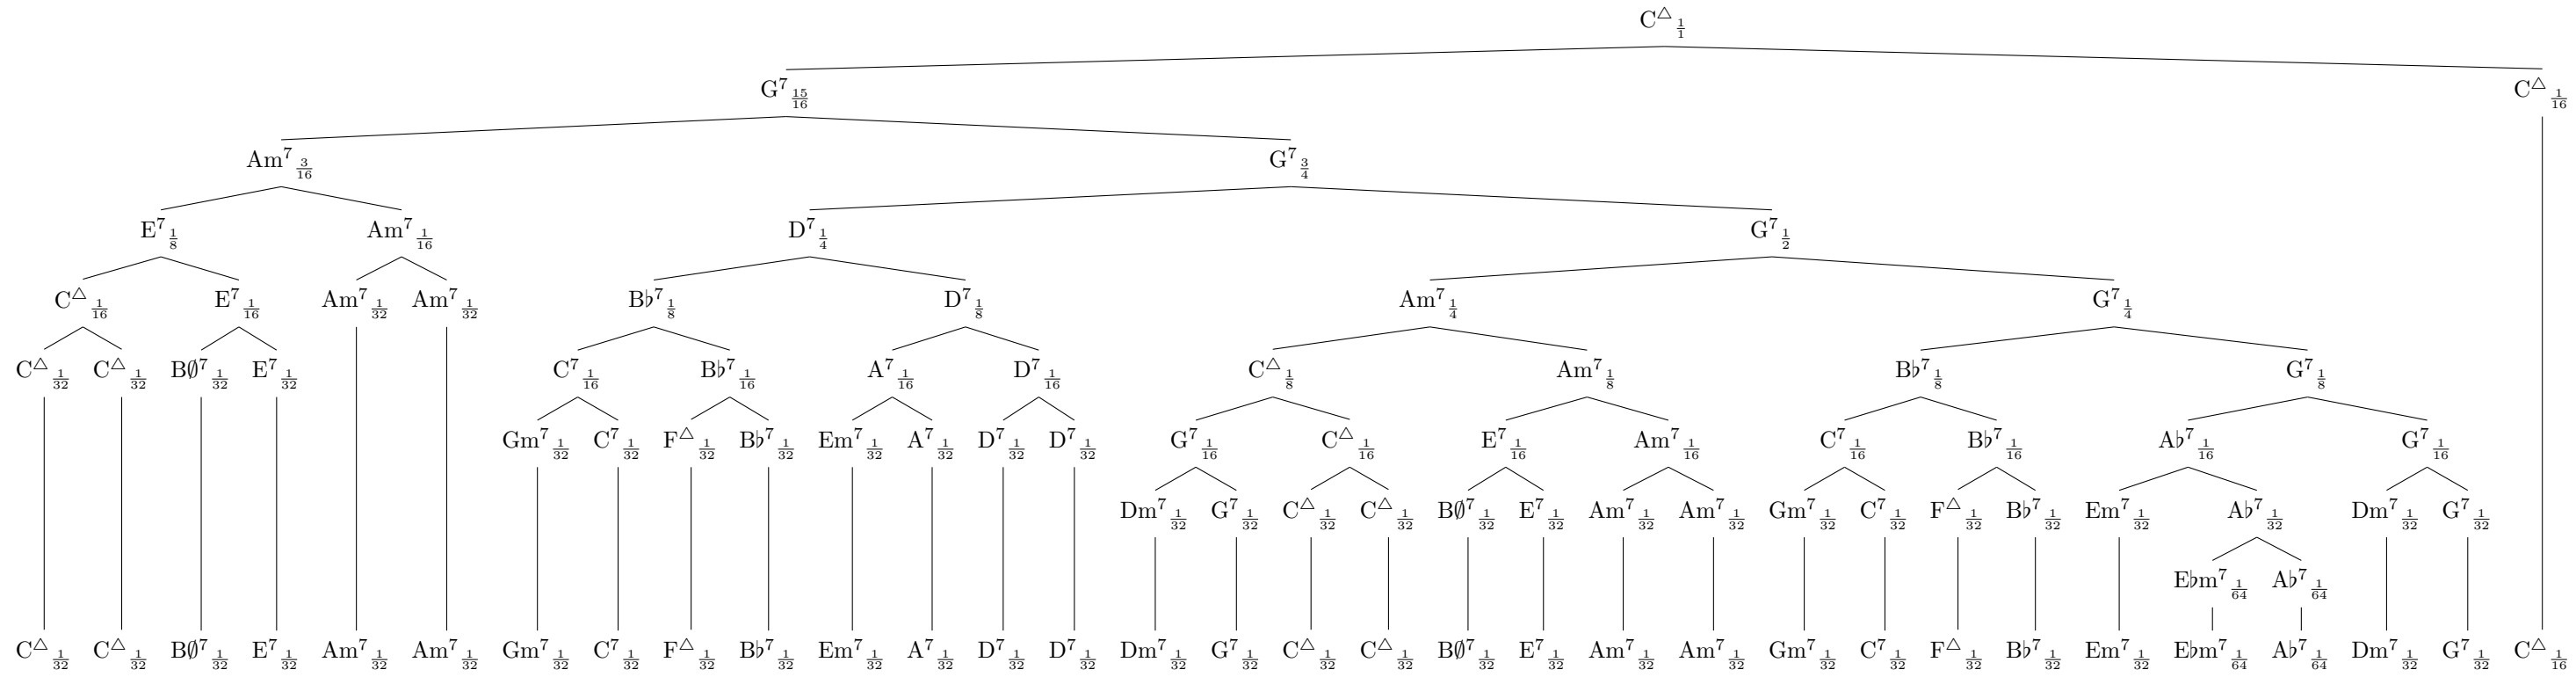 C△ 1/1
G7 15/16 C△ 1/16
Am7 3/16 G7 3/4
E7 1/8 Am7 1/16 D7 1/4 G7 1/2
C△ 1/16 E7 1/16 Am7 1/32 Am7 1/32 B♭7 1/8 D7 1/8 Am7 1/4 G7 1/4
C△ 1/32 C△ 1/32 B∅7 1/32 E7 1/32 C7 1/16 B♭7 1/16 A7 1/16 D7 1/16 C△ 1/8 Am7 1/8 B♭7 1/8 G7 1/8
Gm7 1/32 C7 1/32 F△ 1/32 B♭7 1/32 Em7 1/32 A7 1/32 D7 1/32 D7 1/32 G7 1/16 C△ 1/16 E7 1/16 Am7 1/16 C7 1/16 B♭7 1/16 A♭7 1/16 G7 1/16
Dm7 1/32 G7 1/32 C△ 1/32 C△ 1/32 B∅7 1/32 E7 1/32 Am7 1/32 Am7 1/32 Gm7 1/32 C7 1/32 F△ 1/32 B♭7 1/32 Em7 1/32 A♭7 1/32 Dm7 1/32 G7 1/32
E♭m7 1/64 A♭7 1/64
C△ 1/32 C△ 1/32 B∅7 1/32 E7 1/32 Am7 1/32 Am7 1/32 Gm7 1/32 C7 1/32 F△ 1/32 B♭7 1/32 Em7 1/32 A7 1/32 D7 1/32 D7 1/32 Dm7 1/32 G7 1/32 C△ 1/32 C△ 1/32 B∅7 1/32 E7 1/32 Am7 1/32 Am7 1/32 Gm7 1/32 C7 1/32 F△ 1/32 B♭7 1/32 Em7 1/32 E♭m7 1/64 A♭7 1/64 Dm7 1/32 G7 1/32 C△ 1/16